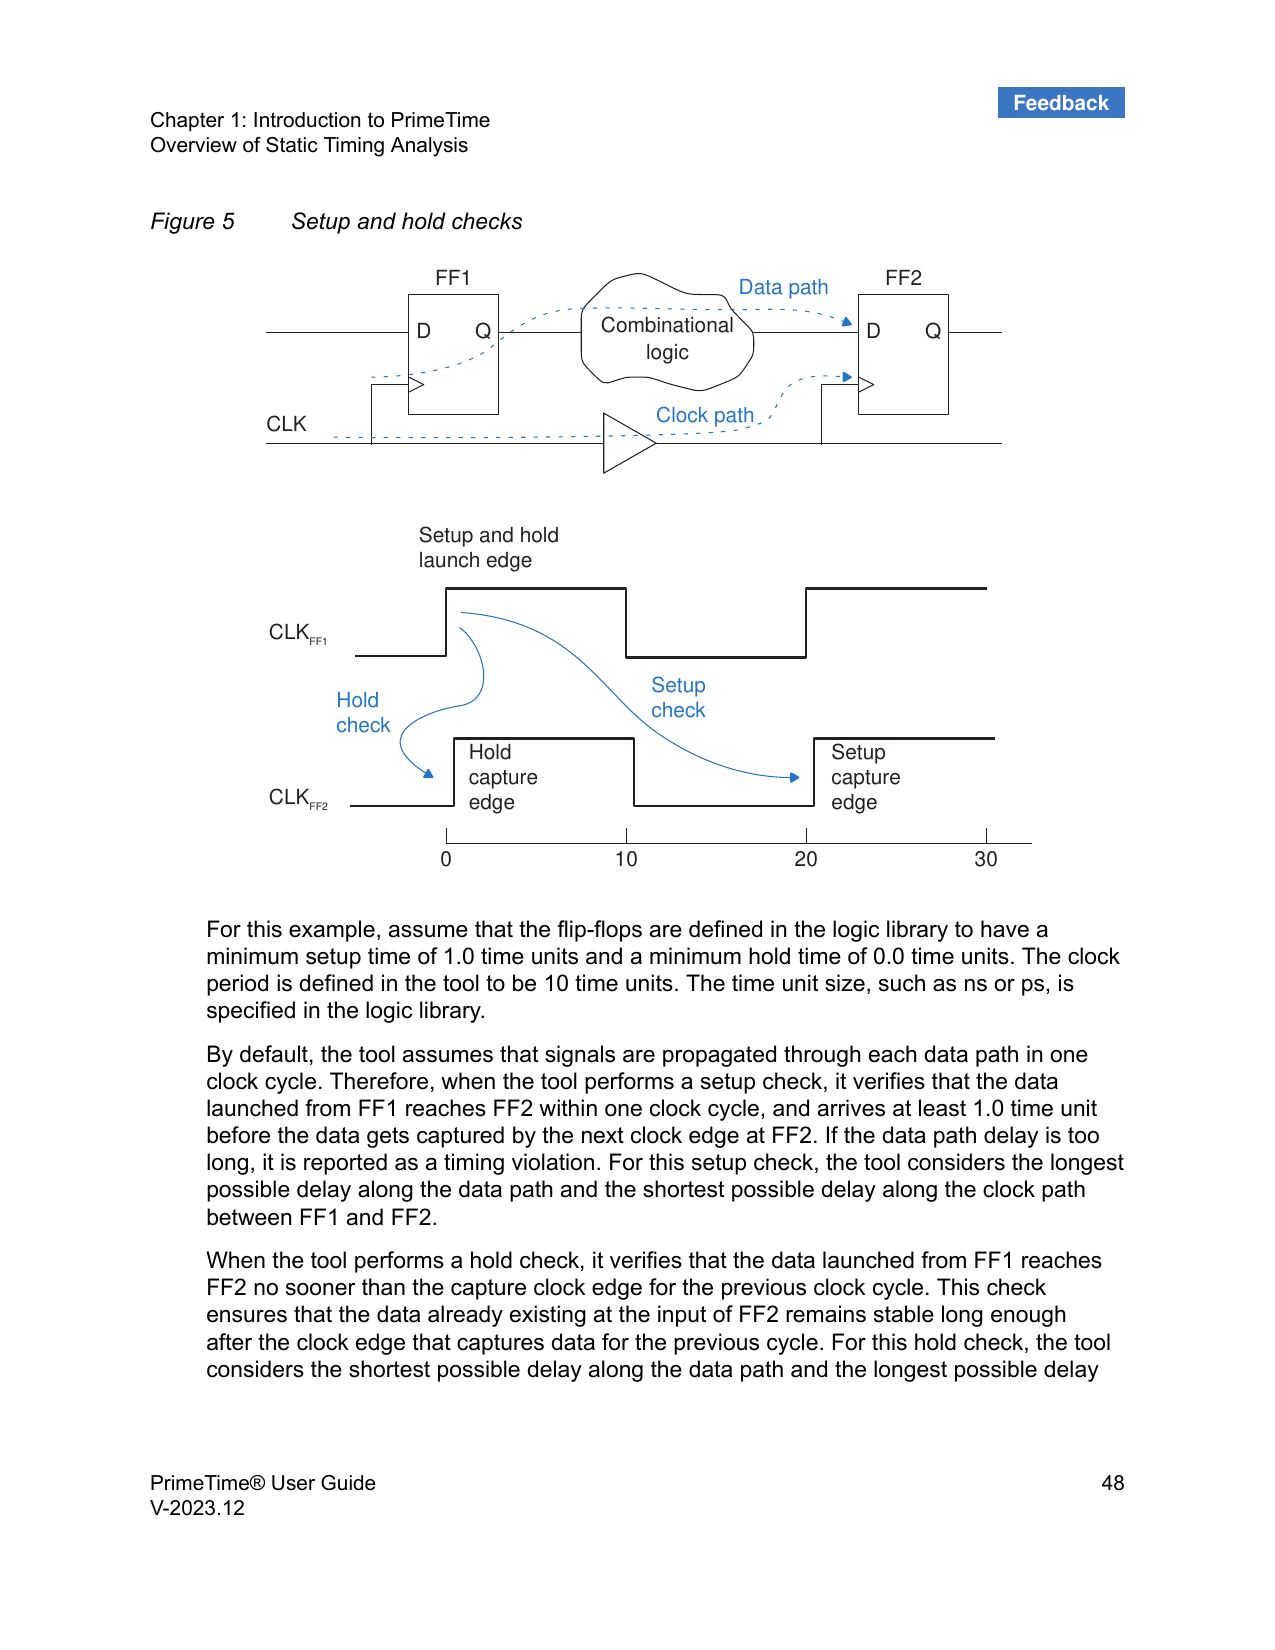 Feedback
Chapter 1: Introduction to PrimeTime
Overview of Static Timing Analysis
Figure 5 Setup and hold checks
FF1
Data path
FF2
D Q
Combinational
logic
D Q
Clock path
CLK
Setup and hold
launch edge
CLKFF1
Setup
check
Hold
check
Hold
capture
edge
Setup
capture
edge
CLKFF2
0 10 20 30
For this example, assume that the flip-flops are defined in the logic library to have a
minimum setup time of 1.0 time units and a minimum hold time of 0.0 time units. The clock
period is defined in the tool to be 10 time units. The time unit size, such as ns or ps, is
specified in the logic library.
By default, the tool assumes that signals are propagated through each data path in one
clock cycle. Therefore, when the tool performs a setup check, it verifies that the data
launched from FF1 reaches FF2 within one clock cycle, and arrives at least 1.0 time unit
before the data gets captured by the next clock edge at FF2. If the data path delay is too
long, it is reported as a timing violation. For this setup check, the tool considers the longest
possible delay along the data path and the shortest possible delay along the clock path
between FF1 and FF2.
When the tool performs a hold check, it verifies that the data launched from FF1 reaches
FF2 no sooner than the capture clock edge for the previous clock cycle. This check
ensures that the data already existing at the input of FF2 remains stable long enough
after the clock edge that captures data for the previous cycle. For this hold check, the tool
considers the shortest possible delay along the data path and the longest possible delay
PrimeTime® User Guide 48
V-2023.12